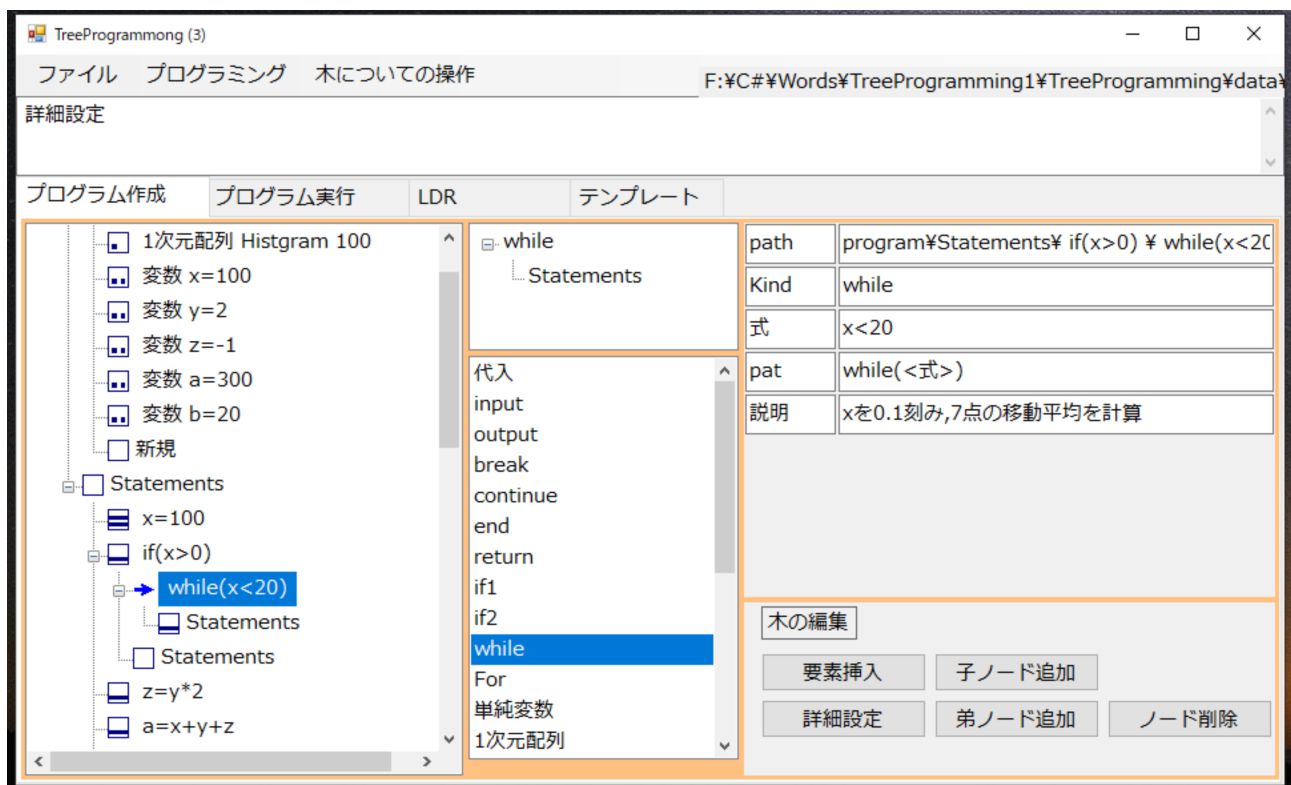 TreeProgrammong (3)
ファイル プログラミング 木についての操作
F:¥C#¥Words¥TreeProgramming1¥TreeProgramming¥data¥
詳細設定
プログラム作成 プログラム実行 LDR テンプレート
1次元配列 Histgram 100
変数 x=100
変数 y=2
変数 z=-1
変数 a=300
変数 b=20
新規
Statements
x=100
if(x>0)
while(x<20)
Statements
Statements
z=y*2
a=x+y+z
while
Statements
代入
input
output
break
continue
end
return
if1
if2
while
For
単純変数
1次元配列
path program¥Statements¥ if(x>0) ¥ while(x<20
Kind while
式 x<20
pat while(<式>)
説明 xを0.1刻み,7点の移動平均を計算
木の編集
要素挿入 子ノード追加
詳細設定 弟ノード追加 ノード削除